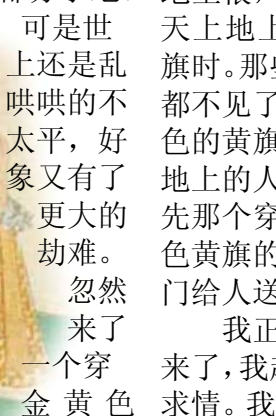 可是世
上还是乱
哄哄的不
太平，好
象又有了
更大的
劫难。
忽然
来了
一个穿
金黄色
天上地上
旗时。那些
都不见了
色的黄旗
地上的人
先那个穿
色黄旗的
门给人送
我正
来了，我
求情。我